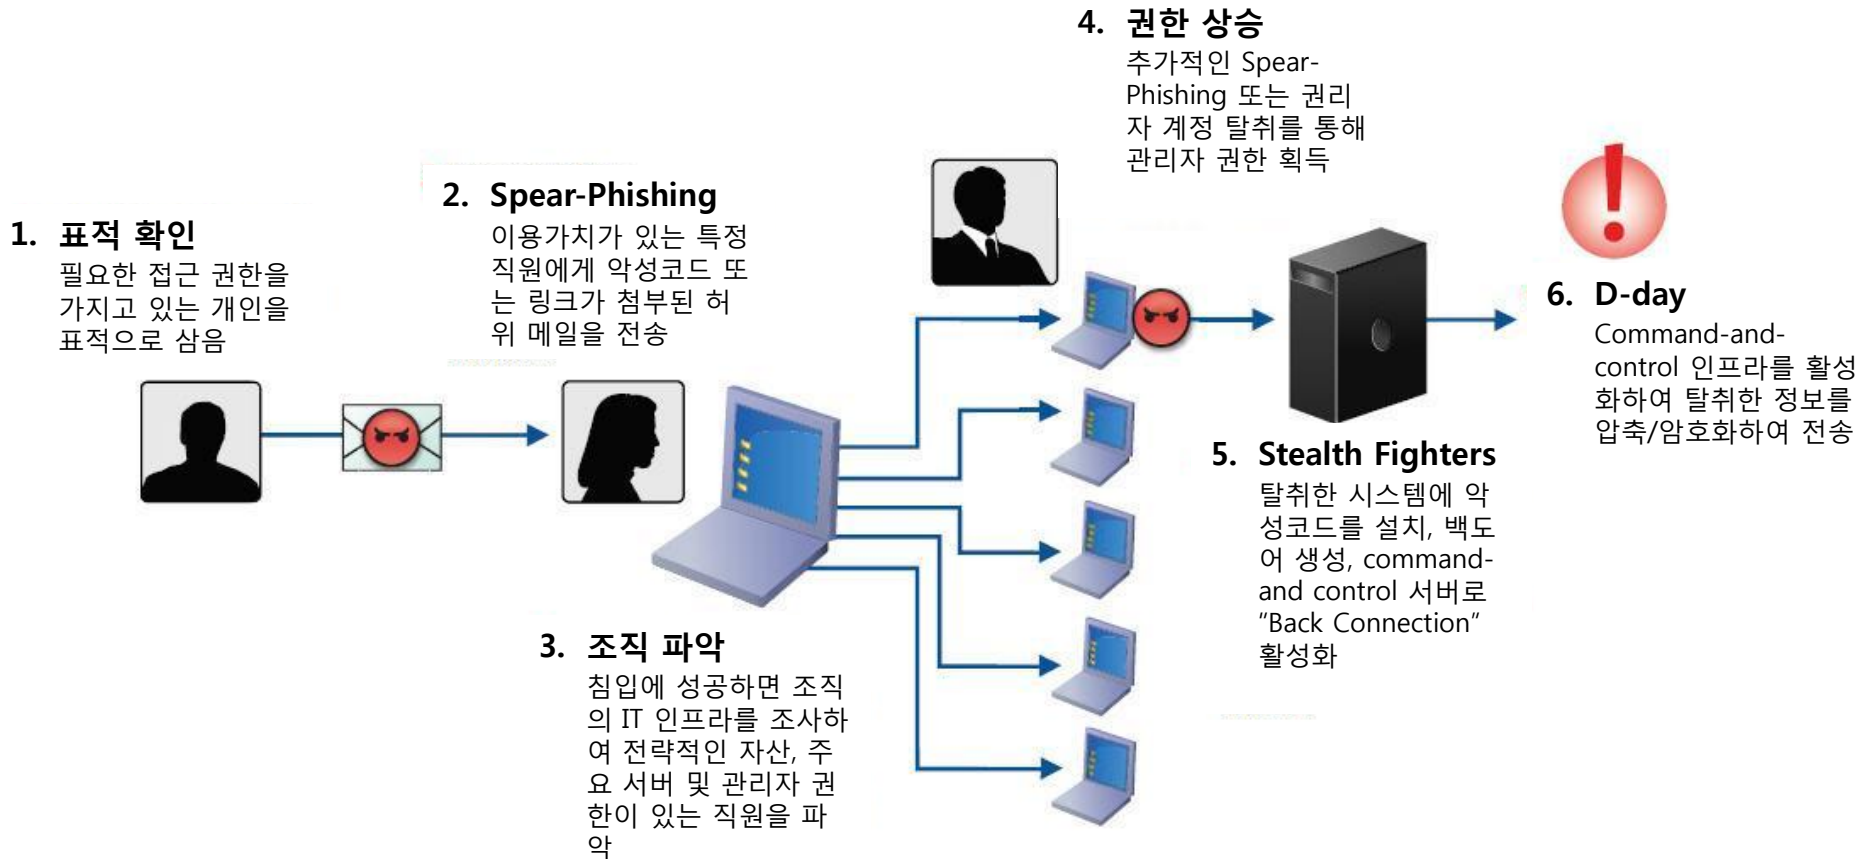 1. 표적 확인
필요한 접근 권한을
가지고 있는 개인을
표적으로 삼음
2. Spear-Phishing
이용가치가 있는 특정
직원에게 악성코드 또
는 링크가 첨부된 허
위 메일을 전송
3. 조직 파악
침입에 성공하면 조직
의 IT 인프라를 조사하
여 전략적인 자산, 주
요 서버 및 관리자 권
한이 있는 직원을 파
악
4. 권한 상승
추가적인 Spear-
Phishing 또는 권리
자 계정 탈취를 통해
관리자 권한 획득
5. Stealth Fighters
탈취한 시스템에 악
성코드를 설치, 백도
어 생성, command-
and control 서버로
“Back Connection”
활성화
6. D-day
Command-and-
control 인프라를 활성
화하여 탈취한 정보를
압축/암호화하여 전송